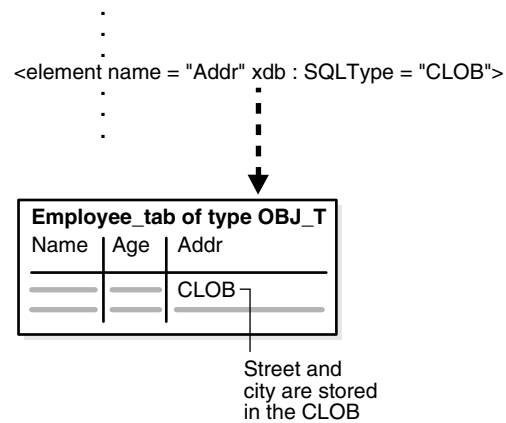 <element name = "Addr" xdb : SQLType = "CLOB">
Employee_tab of type OBJ_T
Name Age Addr
CLOB
Street and
city are stored
in the CLOB